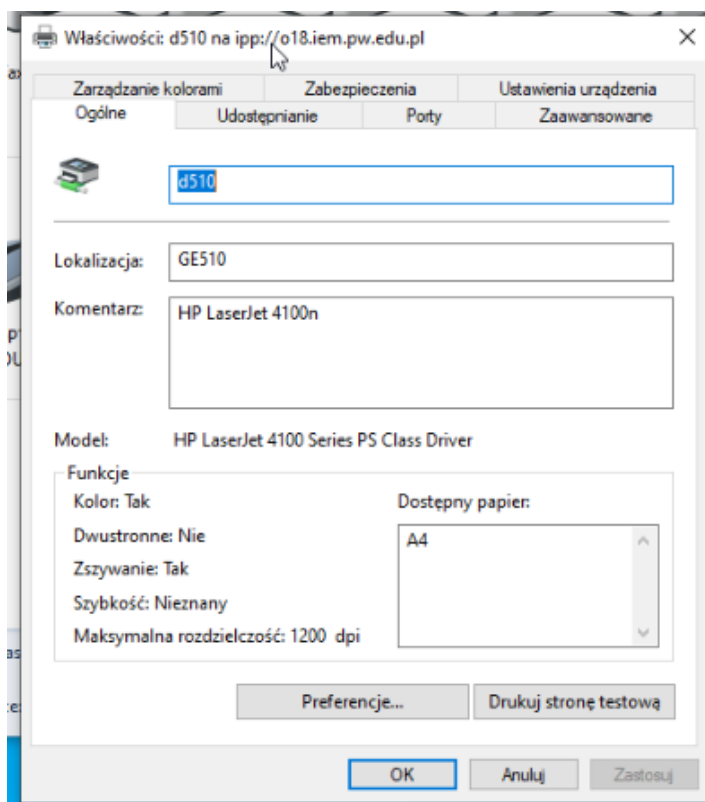 Właściwości: d510 na ipp://o18.iem.pw.edu.pl
Zarządzanie kolorami Zabezpieczenia Ustawienia urządzenia
Ogólne Udostępnianie Porty Zaawansowane
d510
Lokalizacja: GE510
Komentarz: HP LaserJet 4100n
Model: HP LaserJet 4100 Series PS Class Driver
Funkcje
Kolor: Tak Dostępny papier:
Dwustronne: Nie A4
Zszywanie: Tak
Szybkość: Nieznany
Maksymalna rozdzielczość: 1200 dpi
Preferencje... Drukuj stronę testową
OK Anuluj Zastosuj